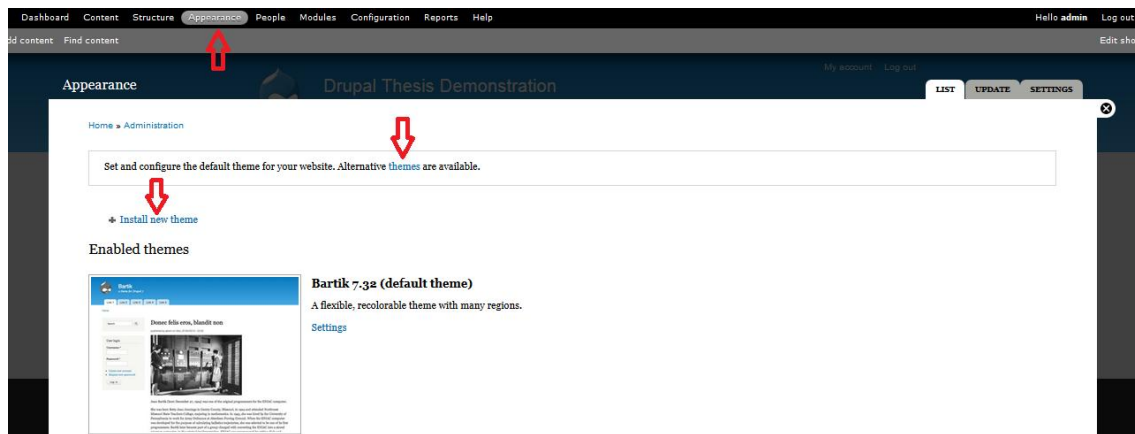 Dashboard Content Structure Appearance People Modules Configuration Reports Help Hello admin Log out
dd content Find content Edit sho
My account Log out
Appearance Drupal Thesis Demonstration LIST UPDATE SETTINGS
Home » Administration
Set and configure the default theme for your website. Alternative themes are available.
Install new theme
Enabled themes
Bartik 7.32 (default theme)
Bartik
A flexible, recolorable theme with many regions.
Donec felis eros, blandit non
Settings